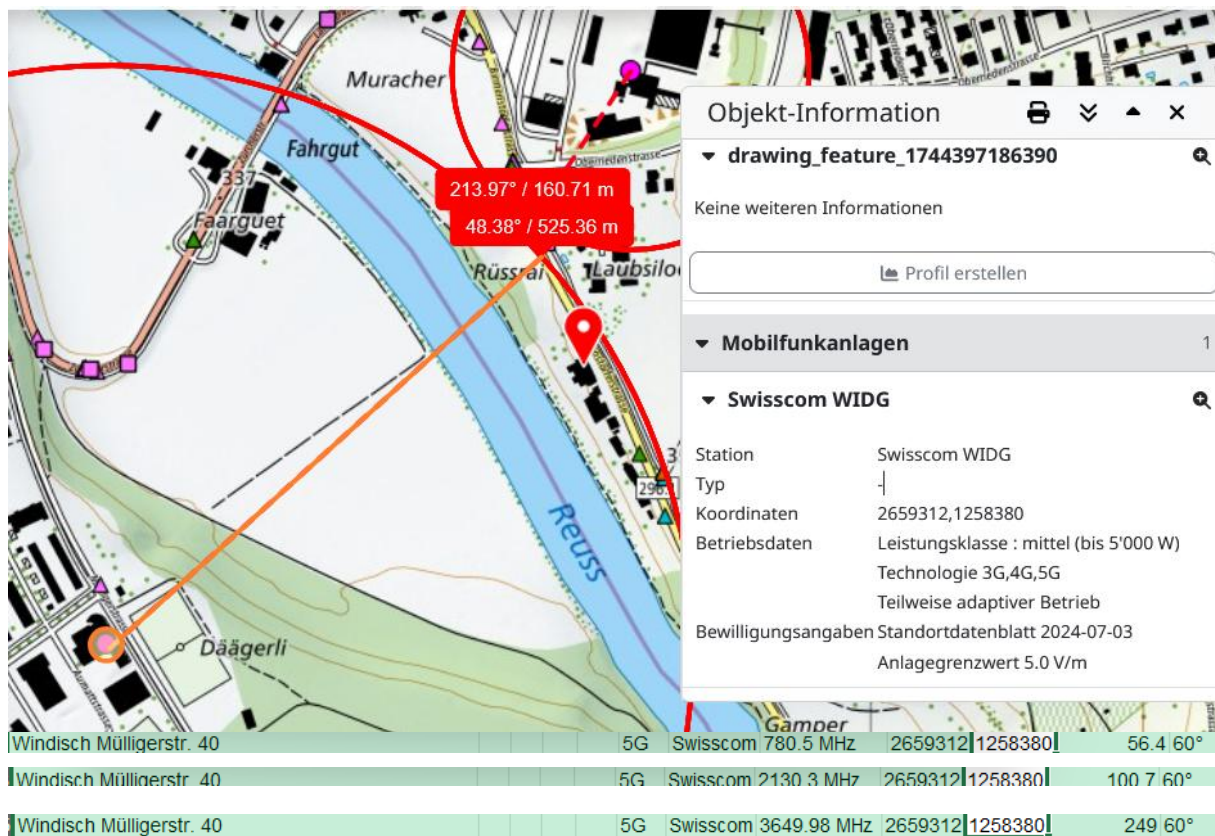 Muracher
Fahrgut
337
Faarguet
Obernedenstrasse
213.97° / 160.71 m
48.38° / 525.36 m
Rüssrai
Laubsilo
Reuss
Däägerli
Gamper
Objekt-Information
drawing_feature_1744397186390
Keine weiteren Informationen
Profil erstellen
Mobilfunkanlagen 1
Swisscom WIDG
Station Swisscom WIDG
Typ -
Koordinaten 2659312,1258380
Betriebsdaten Leistungsklasse : mittel (bis 5'000 W)
Technologie 3G,4G,5G
Teilweise adaptiver Betrieb
Bewilligungsangaben Standortdatenblatt 2024-07-03
Anlagegrenzwert 5.0 V/m
Windisch Mülligerstr. 40 5G Swisscom 780.5 MHz 2659312 1258380 56.4 60°
Windisch Mülligerstr. 40 5G Swisscom 2130.3 MHz 2659312 1258380 100.7 60°
Windisch Mülligerstr. 40 5G Swisscom 3649.98 MHz 2659312 1258380 249 60°